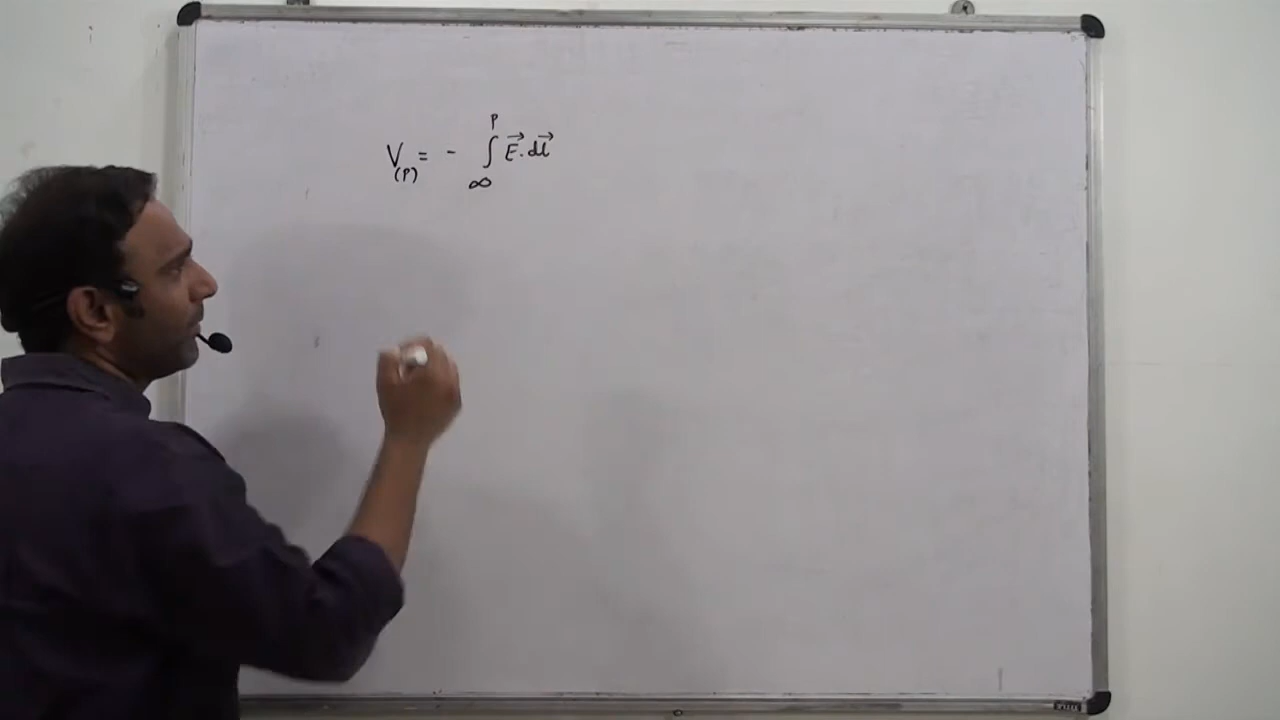 V(P) = - ∫_∞^P E⃗ . dl⃗